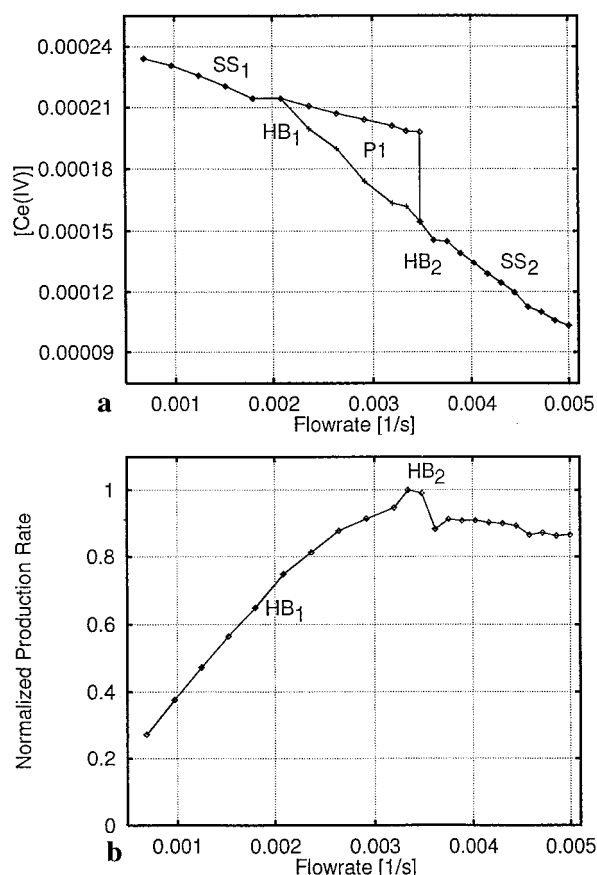 0.00024
0.00021
0.00018
0.00015
0.00012
0.00009
[Ce(IV)]
SS1
HB1
P1
HB2
SS2
a
0.001 0.002 0.003 0.004 0.005
Flowrate [1/s]
1
0.8
0.6
0.4
0.2
0
Normalized Production Rate
HB2
HB1
b
0.001 0.002 0.003 0.004 0.005
Flowrate [1/s]